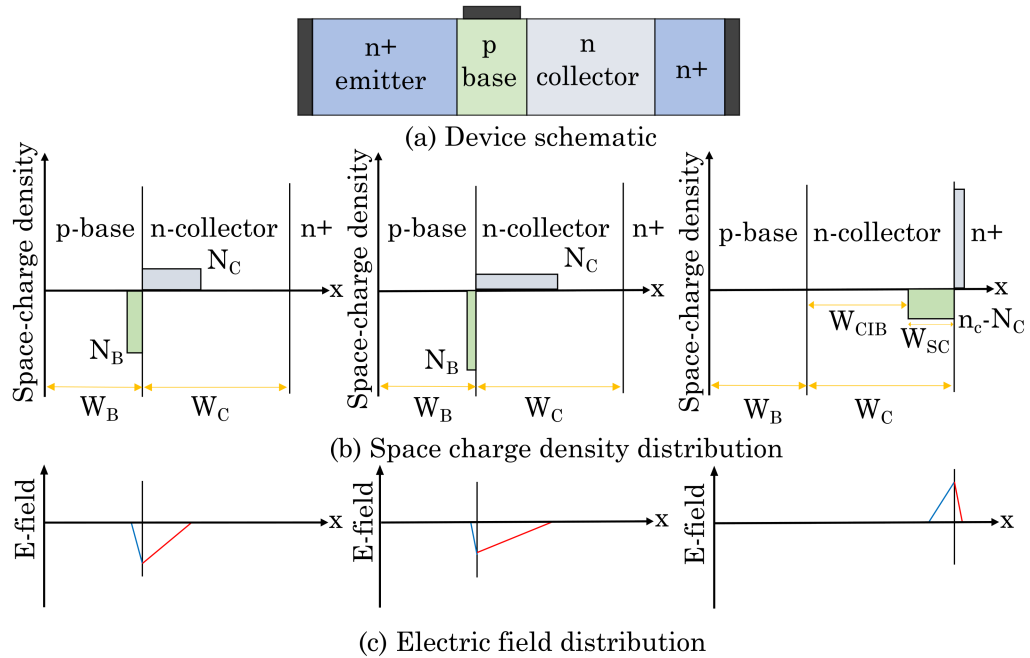 n+
emitter
p
base
n
collector
n+
(a) Device schematic
Space-charge density
p-base
n-collector
n+
N_C
x
N_B
W_B
W_C
Space-charge density
p-base
n-collector
n+
N_C
x
N_B
W_B
W_C
Space-charge density
p-base
n-collector
n+
x
W_CIB
W_SC
n_c-N_C
W_B
W_C
(b) Space charge density distribution
E-field
x
E-field
x
E-field
x
(c) Electric field distribution